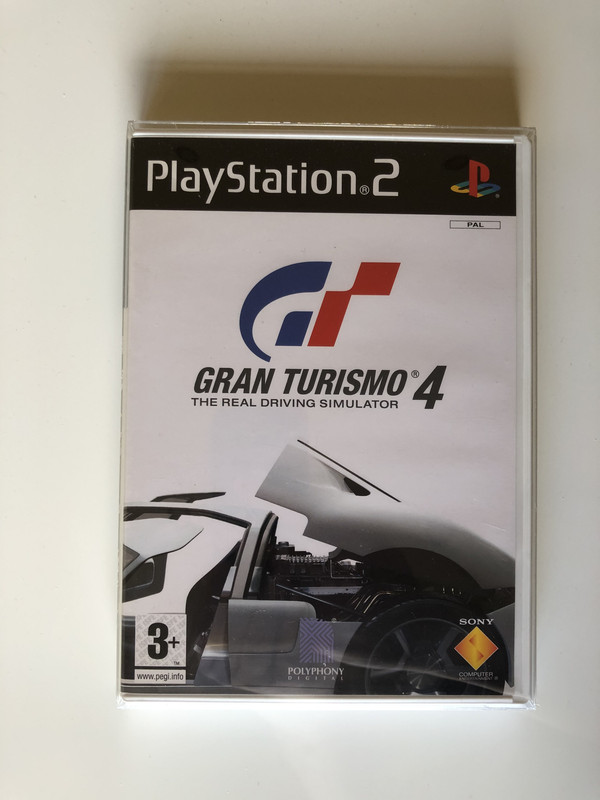 PlayStation®2
PAL
GRAN TURISMO®4
THE REAL DRIVING SIMULATOR
3+
™
www.pegi.info
POLYPHONY
DIGITAL
SONY
COMPUTER
ENTERTAINMENT®